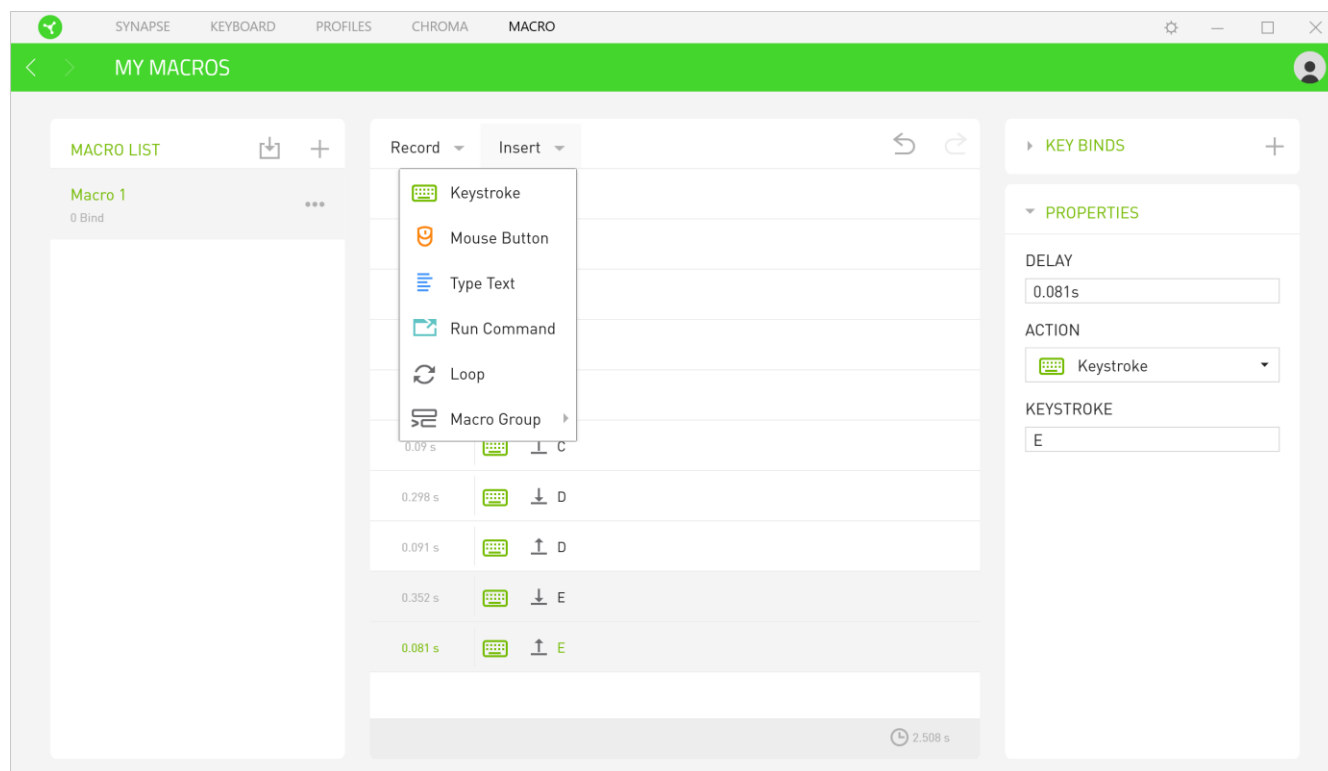 SYNAPSE KEYBOARD PROFILES CHROMA MACRO
MY MACROS
MACRO LIST
Macro 1
0 Bind
Record Insert
Keystroke
Mouse Button
Type Text
Run Command
Loop
Macro Group
0.09 s C
0.298 s D
0.091 s D
0.352 s E
0.081 s E
2.508 s
KEY BINDS
PROPERTIES
DELAY
0.081s
ACTION
Keystroke
KEYSTROKE
E